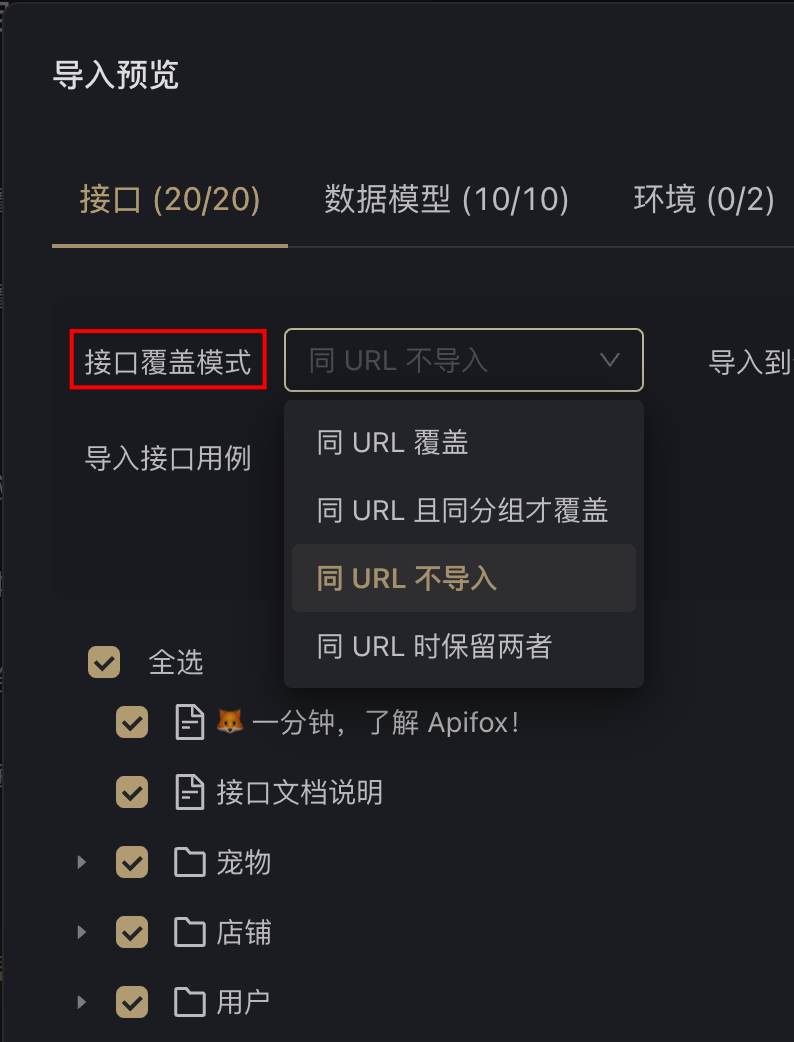 导入预览
接口 (20/20) 数据模型 (10/10) 环境 (0/2)
接口覆盖模式 同 URL 不导入 导入到
同 URL 覆盖
导入接口用例
同 URL 且同分组才覆盖
同 URL 不导入
同 URL 时保留两者
全选
🦊 一分钟，了解 Apifox！
接口文档说明
宠物
店铺
用户